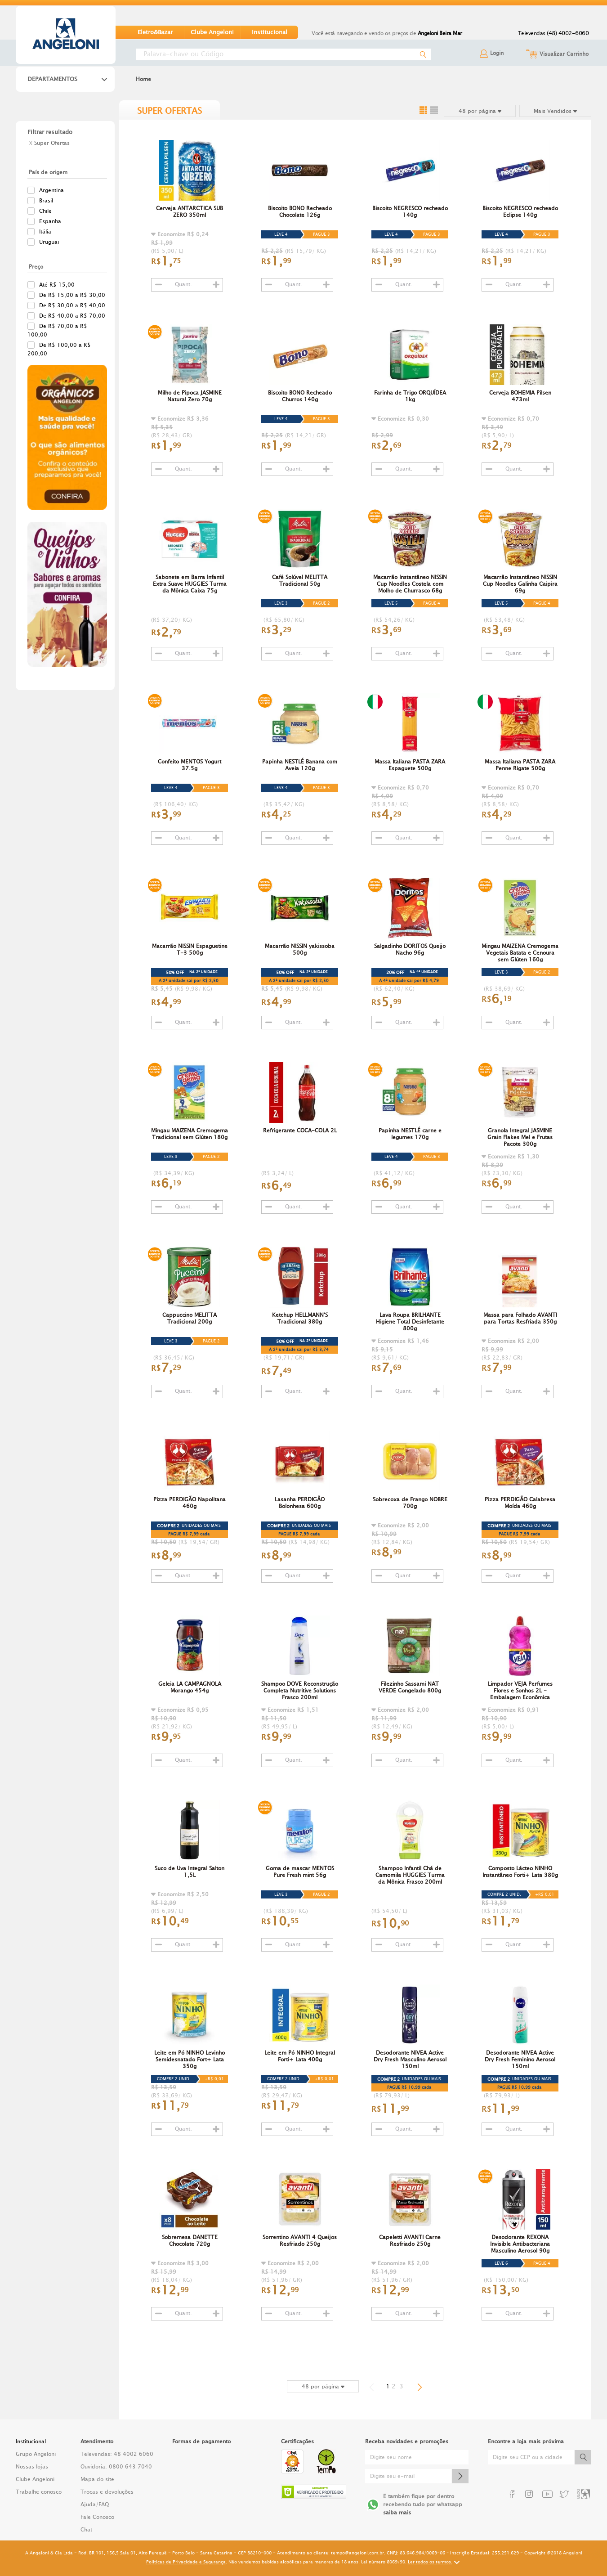 ANGELONI
Eletro&Bazar Clube Angeloni Institucional
Você está navegando e vendo os preços de Angeloni Beira Mar
Televendas (48) 4002-6060
Palavra-chave ou Código
Login
Visualizar Carrinho
DEPARTAMENTOS
Home
SUPER OFERTAS
48 por página
Mais Vendidos
Filtrar resultado
Super Ofertas
País de origem
Argentina
Brasil
Chile
Espanha
Itália
Uruguai
Preço
Até R$ 15,00
De R$ 15,00 a R$ 30,00
De R$ 30,00 a R$ 40,00
De R$ 40,00 a R$ 70,00
De R$ 70,00 a R$ 100,00
De R$ 100,00 a R$ 200,00
ORGÂNICOS
ANGELONI
Mais qualidade e
saúde pra você!
O que são alimentos
orgânicos?
Confira o conteúdo
exclusivo que
preparamos pra você!
CONFIRA
Queijos e
Vinhos
Sabores e aromas
para aguçar todos os sentidos
CONFIRA
Cerveja ANTARCTICA SUB
ZERO 350ml
Economize R$ 0,24
R$ 1,99
(R$ 5,00/ L)
R$1,75
Quant.
Biscoito BONO Recheado
Chocolate 126g
LEVE 4 PAGUE 3
R$ 2,25 (R$ 15,79/ KG)
R$1,99
Quant.
Biscoito NEGRESCO recheado
140g
LEVE 4 PAGUE 3
R$ 2,25 (R$ 14,21/ KG)
R$1,99
Quant.
Biscoito NEGRESCO recheado
Eclipse 140g
LEVE 4 PAGUE 3
R$ 2,25 (R$ 14,21/ KG)
R$1,99
Quant.
Milho de Pipoca JASMINE
Natural Zero 70g
Economize R$ 3,36
R$ 5,35
(R$ 28,43/ GR)
R$1,99
Quant.
Biscoito BONO Recheado
Churros 140g
LEVE 4 PAGUE 3
R$ 2,25 (R$ 14,21/ GR)
R$1,99
Quant.
Farinha de Trigo ORQUÍDEA
1kg
Economize R$ 0,30
R$ 2,99
R$2,69
Quant.
Cerveja BOHEMIA Pilsen
473ml
Economize R$ 0,70
R$ 3,49
(R$ 5,90/ L)
R$2,79
Quant.
Sabonete em Barra Infantil
Extra Suave HUGGIES Turma
da Mônica Caixa 75g
(R$ 37,20/ KG)
R$2,79
Quant.
Café Solúvel MELITTA
Tradicional 50g
LEVE 3 PAGUE 2
(R$ 65,80/ KG)
R$3,29
Quant.
Macarrão Instantâneo NISSIN
Cup Noodles Costela com
Molho de Churrasco 68g
LEVE 5 PAGUE 4
(R$ 54,26/ KG)
R$3,69
Quant.
Macarrão Instantâneo NISSIN
Cup Noodles Galinha Caipira
69g
LEVE 5 PAGUE 4
(R$ 53,48/ KG)
R$3,69
Quant.
Confeito MENTOS Yogurt
37.5g
LEVE 4 PAGUE 3
(R$ 106,40/ KG)
R$3,99
Quant.
Papinha NESTLÉ Banana com
Aveia 120g
LEVE 4 PAGUE 3
(R$ 35,42/ KG)
R$4,25
Quant.
Massa Italiana PASTA ZARA
Espaguete 500g
Economize R$ 0,70
R$ 4,99
(R$ 8,58/ KG)
R$4,29
Quant.
Massa Italiana PASTA ZARA
Penne Rigate 500g
Economize R$ 0,70
R$ 4,99
(R$ 8,58/ KG)
R$4,29
Quant.
Macarrão NISSIN Espaguetine
T-3 500g
50% OFF NA 2ª UNIDADE
A 2ª unidade sai por R$ 2,50
R$ 5,45 (R$ 9,98/ KG)
R$4,99
Quant.
Macarrão NISSIN yakissoba
500g
50% OFF NA 2ª UNIDADE
A 2ª unidade sai por R$ 2,50
R$ 5,45 (R$ 9,98/ KG)
R$4,99
Quant.
Salgadinho DORITOS Queijo
Nacho 96g
20% OFF NA 4ª UNIDADE
A 4ª unidade sai por R$ 4,79
(R$ 62,40/ KG)
R$5,99
Quant.
Mingau MAIZENA Cremogema
Vegetais Batata e Cenoura
sem Glúten 160g
LEVE 3 PAGUE 2
(R$ 38,69/ KG)
R$6,19
Quant.
Mingau MAIZENA Cremogema
Tradicional sem Glúten 180g
LEVE 3 PAGUE 2
(R$ 34,39/ KG)
R$6,19
Quant.
Refrigerante COCA-COLA 2L
(R$ 3,24/ L)
R$6,49
Quant.
Papinha NESTLÉ carne e
legumes 170g
LEVE 4 PAGUE 3
(R$ 41,12/ KG)
R$6,99
Quant.
Granola Integral JASMINE
Grain Flakes Mel e Frutas
Pacote 300g
Economize R$ 1,30
R$ 8,29
(R$ 23,30/ KG)
R$6,99
Quant.
Cappuccino MELITTA
Tradicional 200g
LEVE 3 PAGUE 2
(R$ 36,45/ KG)
R$7,29
Quant.
Ketchup HELLMANN'S
Tradicional 380g
50% OFF NA 2ª UNIDADE
A 2ª unidade sai por R$ 3,74
(R$ 19,71/ GR)
R$7,49
Quant.
Lava Roupa BRILHANTE
Higiene Total Desinfetante
800g
Economize R$ 1,46
R$ 9,15
(R$ 9,61/ KG)
R$7,69
Quant.
Massa para Folhado AVANTI
para Tortas Resfriada 350g
Economize R$ 2,00
R$ 9,99
(R$ 22,83/ GR)
R$7,99
Quant.
Pizza PERDIGÃO Napolitana
460g
COMPRE 2 UNIDADES OU MAIS
PAGUE R$ 7,99 cada
R$ 10,50 (R$ 19,54/ GR)
R$8,99
Quant.
Lasanha PERDIGÃO
Bolonhesa 600g
COMPRE 2 UNIDADES OU MAIS
PAGUE R$ 7,99 cada
R$ 10,59 (R$ 14,98/ KG)
R$8,99
Quant.
Sobrecoxa de Frango NOBRE
700g
Economize R$ 2,00
R$ 10,99
(R$ 12,84/ KG)
R$8,99
Quant.
Pizza PERDIGÃO Calabresa
Moída 460g
COMPRE 2 UNIDADES OU MAIS
PAGUE R$ 7,99 cada
R$ 10,50 (R$ 19,54/ GR)
R$8,99
Quant.
Geleia LA CAMPAGNOLA
Morango 454g
Economize R$ 0,95
R$ 10,90
(R$ 21,92/ KG)
R$9,95
Quant.
Shampoo DOVE Reconstrução
Completa Nutritive Solutions
Frasco 200ml
Economize R$ 1,51
R$ 11,50
(R$ 49,95/ L)
R$9,99
Quant.
Filezinho Sassami NAT
VERDE Congelado 800g
Economize R$ 2,00
R$ 11,99
(R$ 12,49/ KG)
R$9,99
Quant.
Limpador VEJA Perfumes
Flores e Sonhos 2L -
Embalagem Econômica
Economize R$ 0,91
R$ 10,90
(R$ 5,00/ L)
R$9,99
Quant.
Suco de Uva Integral Salton
1,5L
Economize R$ 2,50
R$ 12,99
(R$ 6,99/ L)
R$10,49
Quant.
Goma de mascar MENTOS
Pure Fresh mint 56g
LEVE 3 PAGUE 2
(R$ 188,39/ KG)
R$10,55
Quant.
Shampoo Infantil Chá de
Camomila HUGGIES Turma
da Mônica Frasco 200ml
(R$ 54,50/ L)
R$10,90
Quant.
Composto Lácteo NINHO
Instantâneo Forti+ Lata 380g
COMPRE 2 UNID. +R$ 0,01
R$ 13,59
(R$ 31,03/ KG)
R$11,79
Quant.
Leite em Pó NINHO Levinho
Semidesnatado Fort+ Lata
350g
COMPRE 2 UNID. +R$ 0,01
R$ 13,59
(R$ 33,69/ KG)
R$11,79
Quant.
Leite em Pó NINHO Integral
Forti+ Lata 400g
COMPRE 2 UNID. +R$ 0,01
R$ 13,59
(R$ 29,47/ KG)
R$11,79
Quant.
Desodorante NIVEA Active
Dry Fresh Masculino Aerosol
150ml
COMPRE 2 UNIDADES OU MAIS
PAGUE R$ 10,99 cada
(R$ 79,93/ L)
R$11,99
Quant.
Desodorante NIVEA Active
Dry Fresh Feminino Aerosol
150ml
COMPRE 2 UNIDADES OU MAIS
PAGUE R$ 10,99 cada
(R$ 79,93/ L)
R$11,99
Quant.
Sobremesa DANETTE
Chocolate 720g
Economize R$ 3,00
R$ 15,99
(R$ 18,04/ KG)
R$12,99
Quant.
Sorrentino AVANTI 4 Queijos
Resfriado 250g
Economize R$ 2,00
R$ 14,99
(R$ 51,96/ GR)
R$12,99
Quant.
Capeletti AVANTI Carne
Resfriado 250g
Economize R$ 2,00
R$ 14,99
(R$ 51,96/ GR)
R$12,99
Quant.
Desodorante REXONA
Invisible Antibacteriana
Masculino Aerosol 90g
LEVE 6 PAGUE 4
(R$ 150,00/ KG)
R$13,50
Quant.
48 por página
1 2 3
Institucional
Grupo Angeloni
Nossas lojas
Clube Angeloni
Trabalhe conosco
Atendimento
Televendas: 48 4002 6060
Ouvidoria: 0800 643 7040
Mapa do site
Trocas e devoluções
Ajuda/FAQ
Fale Conosco
Chat
Formas de pagamento
Certificações
Receba novidades e promoções
Digite seu nome
Digite seu e-mail
E também fique por dentro
recebendo tudo por whatsapp
saiba mais
Encontre a loja mais próxima
Digite seu CEP ou a cidade
Políticas de Privacidade e Segurança. Não vendemos bebidas alcoólicas para menores de 18 anos. Lei número 8069/90. Ler todos os termos.